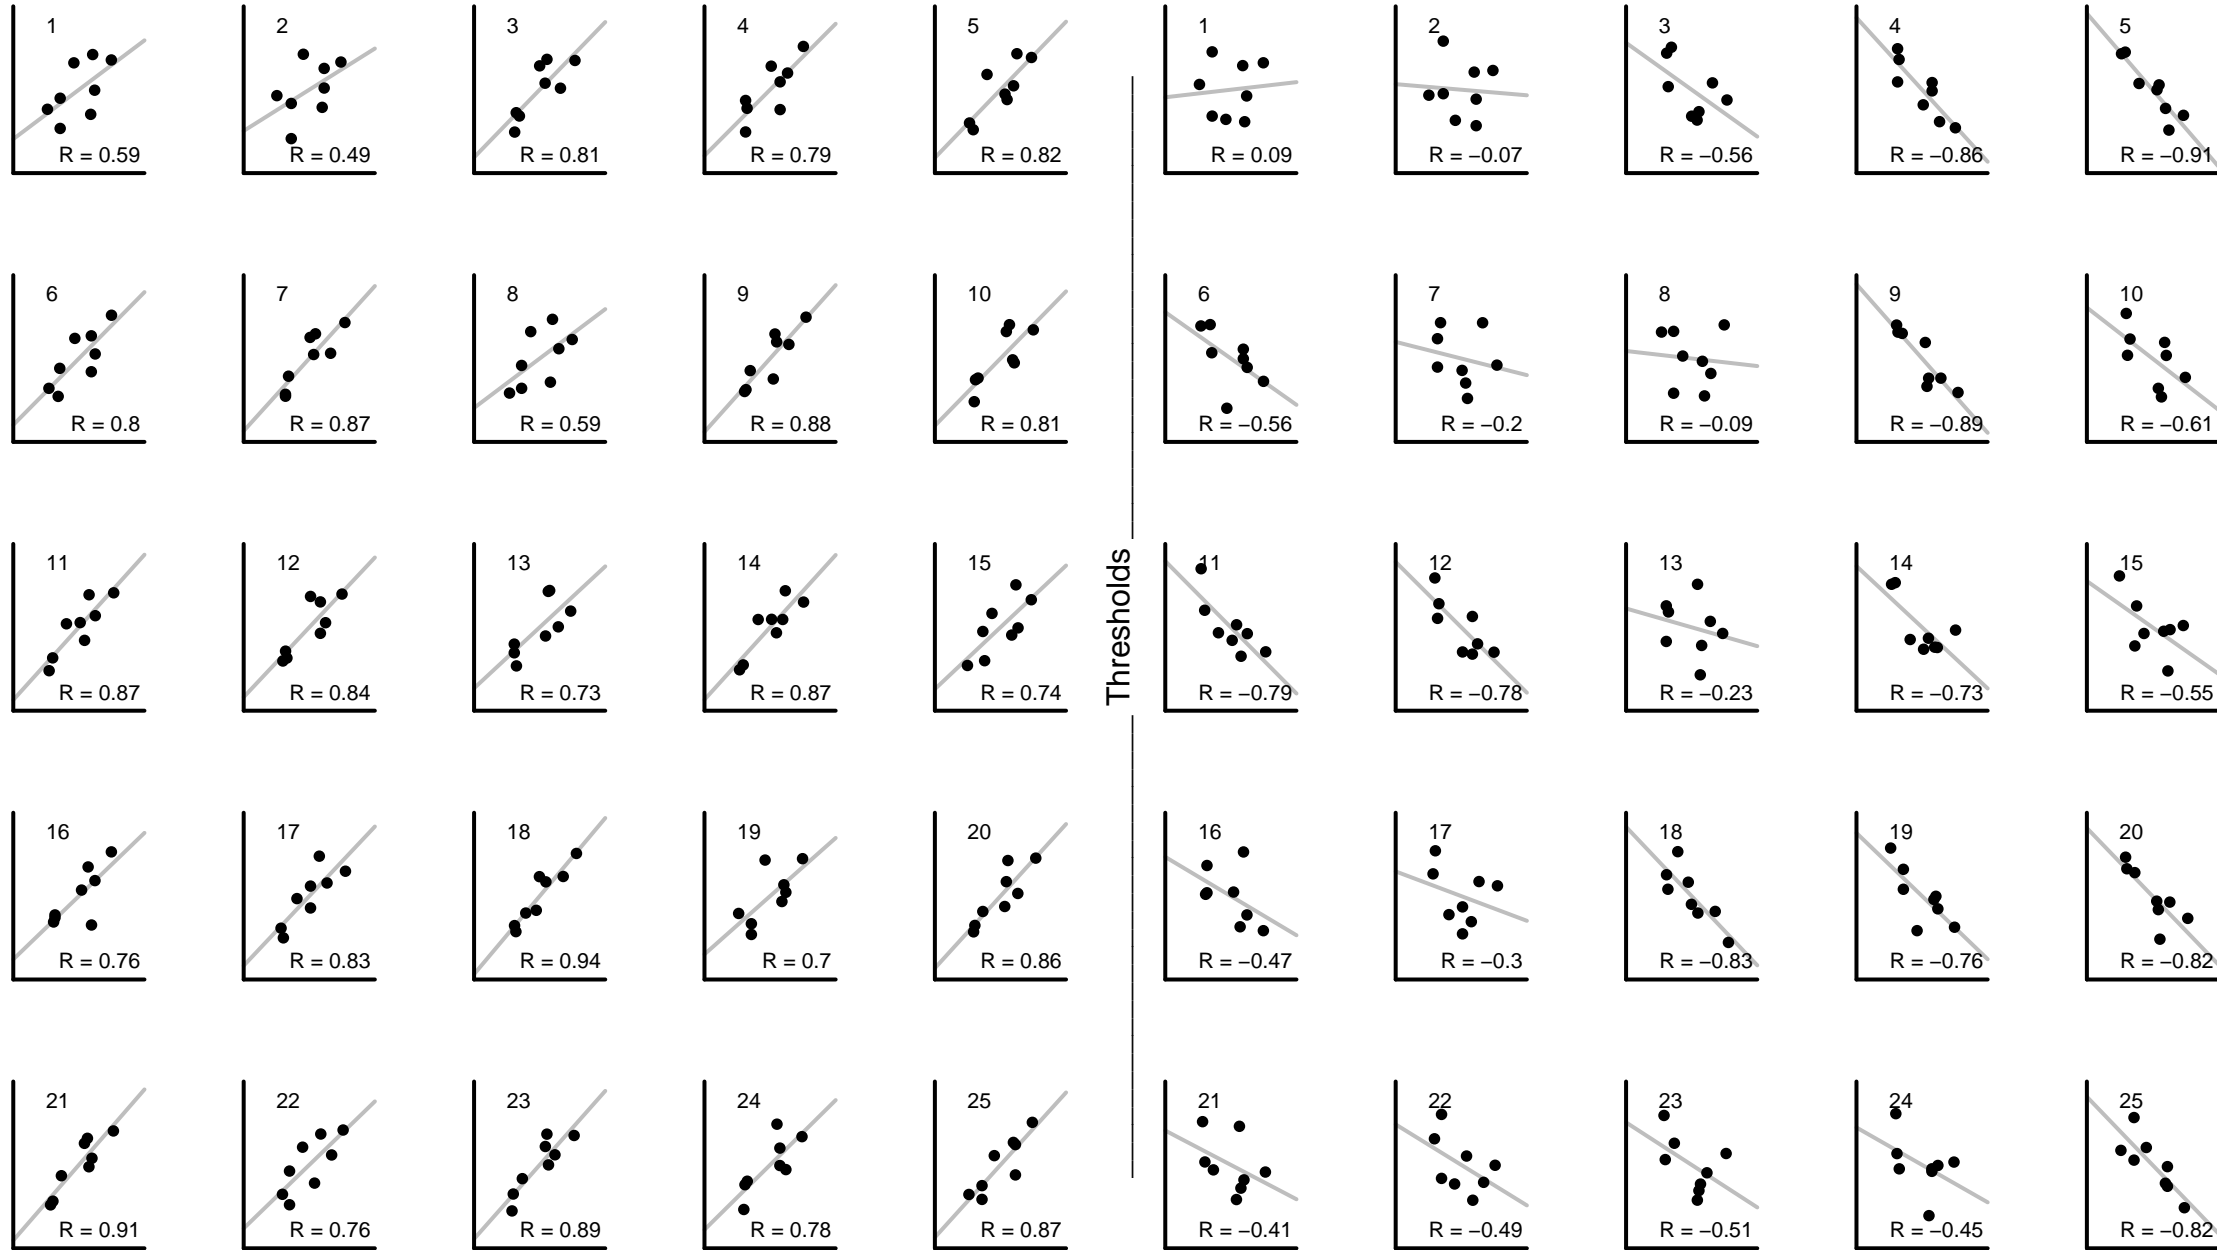 1 2 3 4 5 1 2 3 4 5
R = 0.59 R = 0.49 R = 0.81 R = 0.79 R = 0.82 R = 0.09 R = −0.07 R = −0.56 R = −0.86 R = −0.91
6 7 8 9 10 6 7 8 9 10
R = 0.8 R = 0.87 R = 0.59 R = 0.88 R = 0.81 R = −0.56 R = −0.2 R = −0.09 R = −0.89 R = −0.61
11 12 13 14 15 11 12 13 14 15
Thresholds
R = 0.87 R = 0.84 R = 0.73 R = 0.87 R = 0.74 R = −0.79 R = −0.78 R = −0.23 R = −0.73 R = −0.55
16 17 18 19 20 16 17 18 19 20
R = 0.76 R = 0.83 R = 0.94 R = 0.7 R = 0.86 R = −0.47 R = −0.3 R = −0.83 R = −0.76 R = −0.82
21 22 23 24 25 21 22 23 24 25
R = 0.91 R = 0.76 R = 0.89 R = 0.78 R = 0.87 R = −0.41 R = −0.49 R = −0.51 R = −0.45 R = −0.82